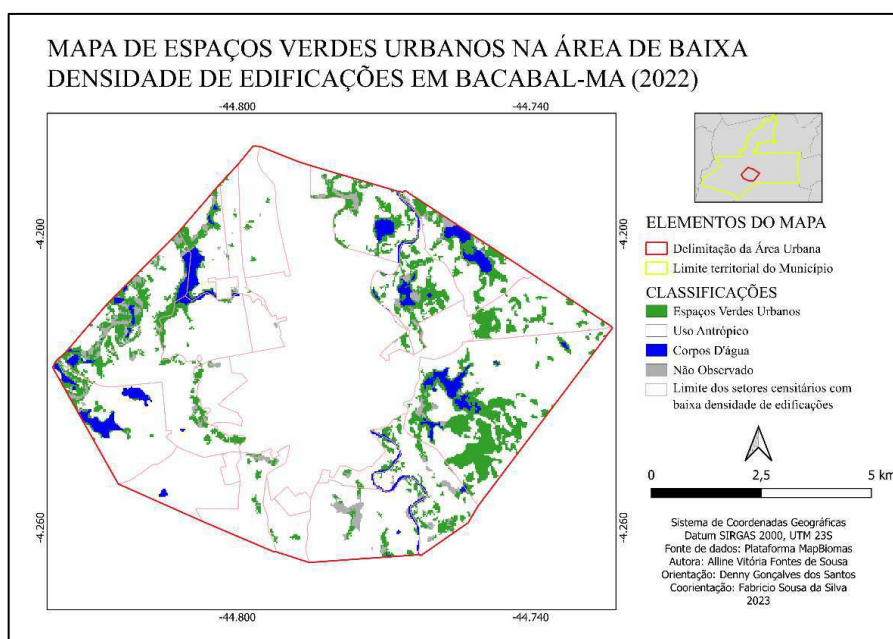 MAPA DE ESPAÇOS VERDES URBANOS NA ÁREA DE BAIXA
DENSIDADE DE EDIFICAÇÕES EM BACABAL-MA (2022)
-44.800
-44.740
-4.200
-4.200
-4.260
-4.260
-44.800
-44.740
ELEMENTOS DO MAPA
Delimitação da Área Urbana
Limite territorial do Município
CLASSIFICAÇÕES
Espaços Verdes Urbanos
Uso Antrópico
Corpos D'água
Não Observado
Limite dos setores censitários com
baixa densidade de edificações
0
2,5
5 km
Sistema de Coordenadas Geográficas
Datum SIRGAS 2000, UTM 23S
Fonte de dados: Plataforma MapBiomas
Autora: Alline Vitória Fontes de Sousa
Orientação: Denny Gonçalves dos Santos
Coorientação: Fabricio Sousa da Silva
2023